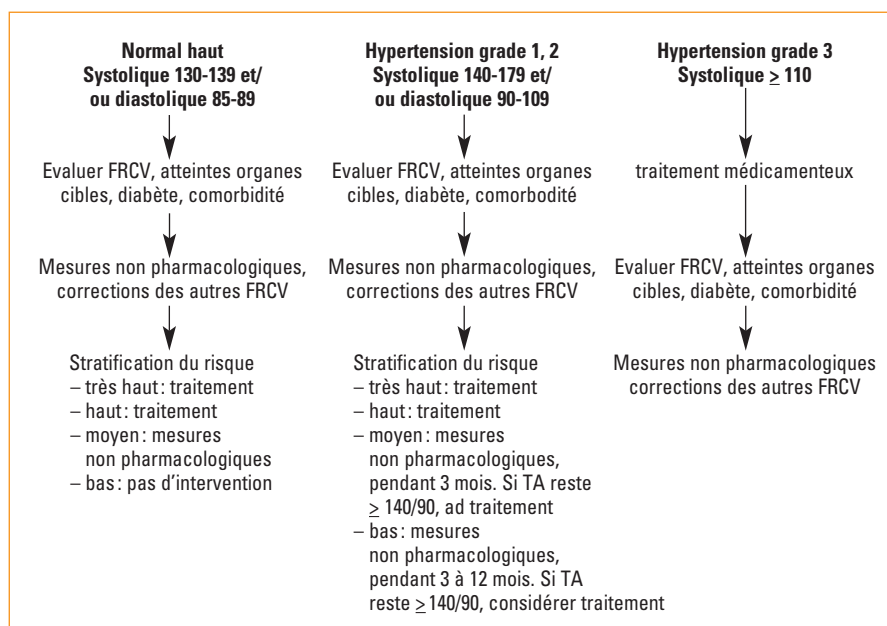 Normal haut
Systolique 130-139 et/
ou diastolique 85-89
Evaluer FRCV, atteintes organes
cibles, diabète, comorbidité
Mesures non pharmacologiques,
corrections des autres FRCV
Stratification du risque
– très haut : traitement
– haut : traitement
– moyen : mesures
non pharmacologiques
– bas : pas d'intervention
Hypertension grade 1, 2
Systolique 140-179 et/
ou diastolique 90-109
Evaluer FRCV, atteintes organes
cibles, diabète, comorbodité
Mesures non pharmacologiques,
corrections des autres FRCV
Stratification du risque
– très haut : traitement
– haut : traitement
– moyen : mesures
non pharmacologiques,
pendant 3 mois. Si TA reste
≥ 140/90, ad traitement
– bas : mesures
non pharmacologiques,
pendant 3 à 12 mois. Si TA
reste ≥ 140/90, considérer traitement
Hypertension grade 3
Systolique ≥ 110
traitement médicamenteux
Evaluer FRCV, atteintes organes
cibles, diabète, comorbidité
Mesures non pharmacologiques
corrections des autres FRCV